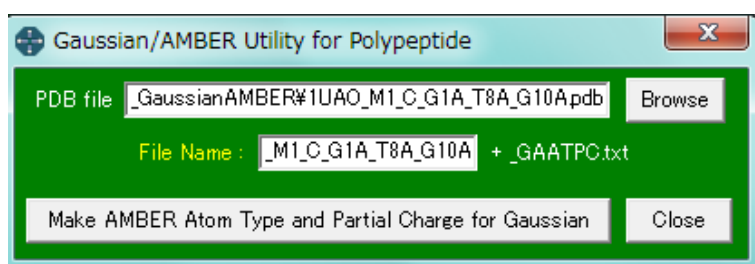 Gaussian/AMBER Utility for Polypeptide
PDB file _GaussianAMBER¥1UAO_M1_C_G1A_T8A_G10A.pdb Browse
File Name : _M1_C_G1A_T8A_G10A + _GAATPC.txt
Make AMBER Atom Type and Partial Charge for Gaussian Close